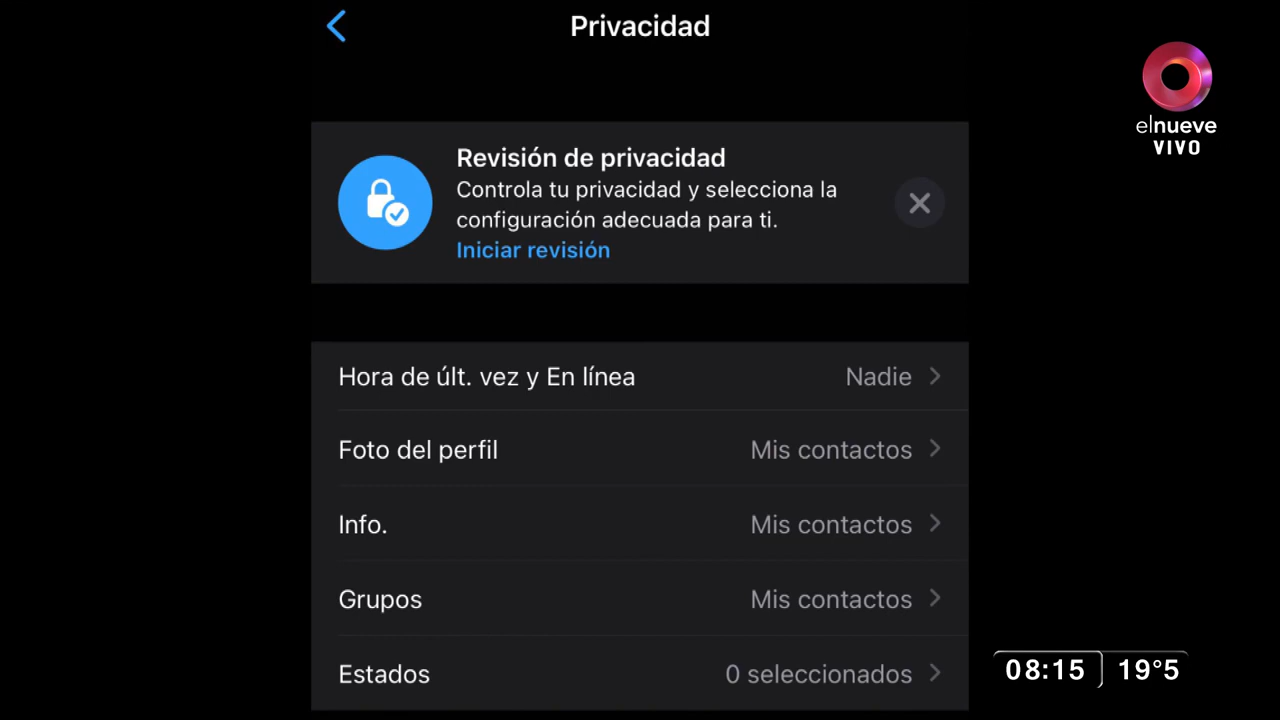 Privacidad
elnueve
VIVO
Revisión de privacidad
Controla tu privacidad y selecciona la
configuración adecuada para ti.
Iniciar revisión
Hora de últ. vez y En línea Nadie
Foto del perfil Mis contactos
Info. Mis contactos
Grupos Mis contactos
Estados 0 seleccionados
08:15 19°5